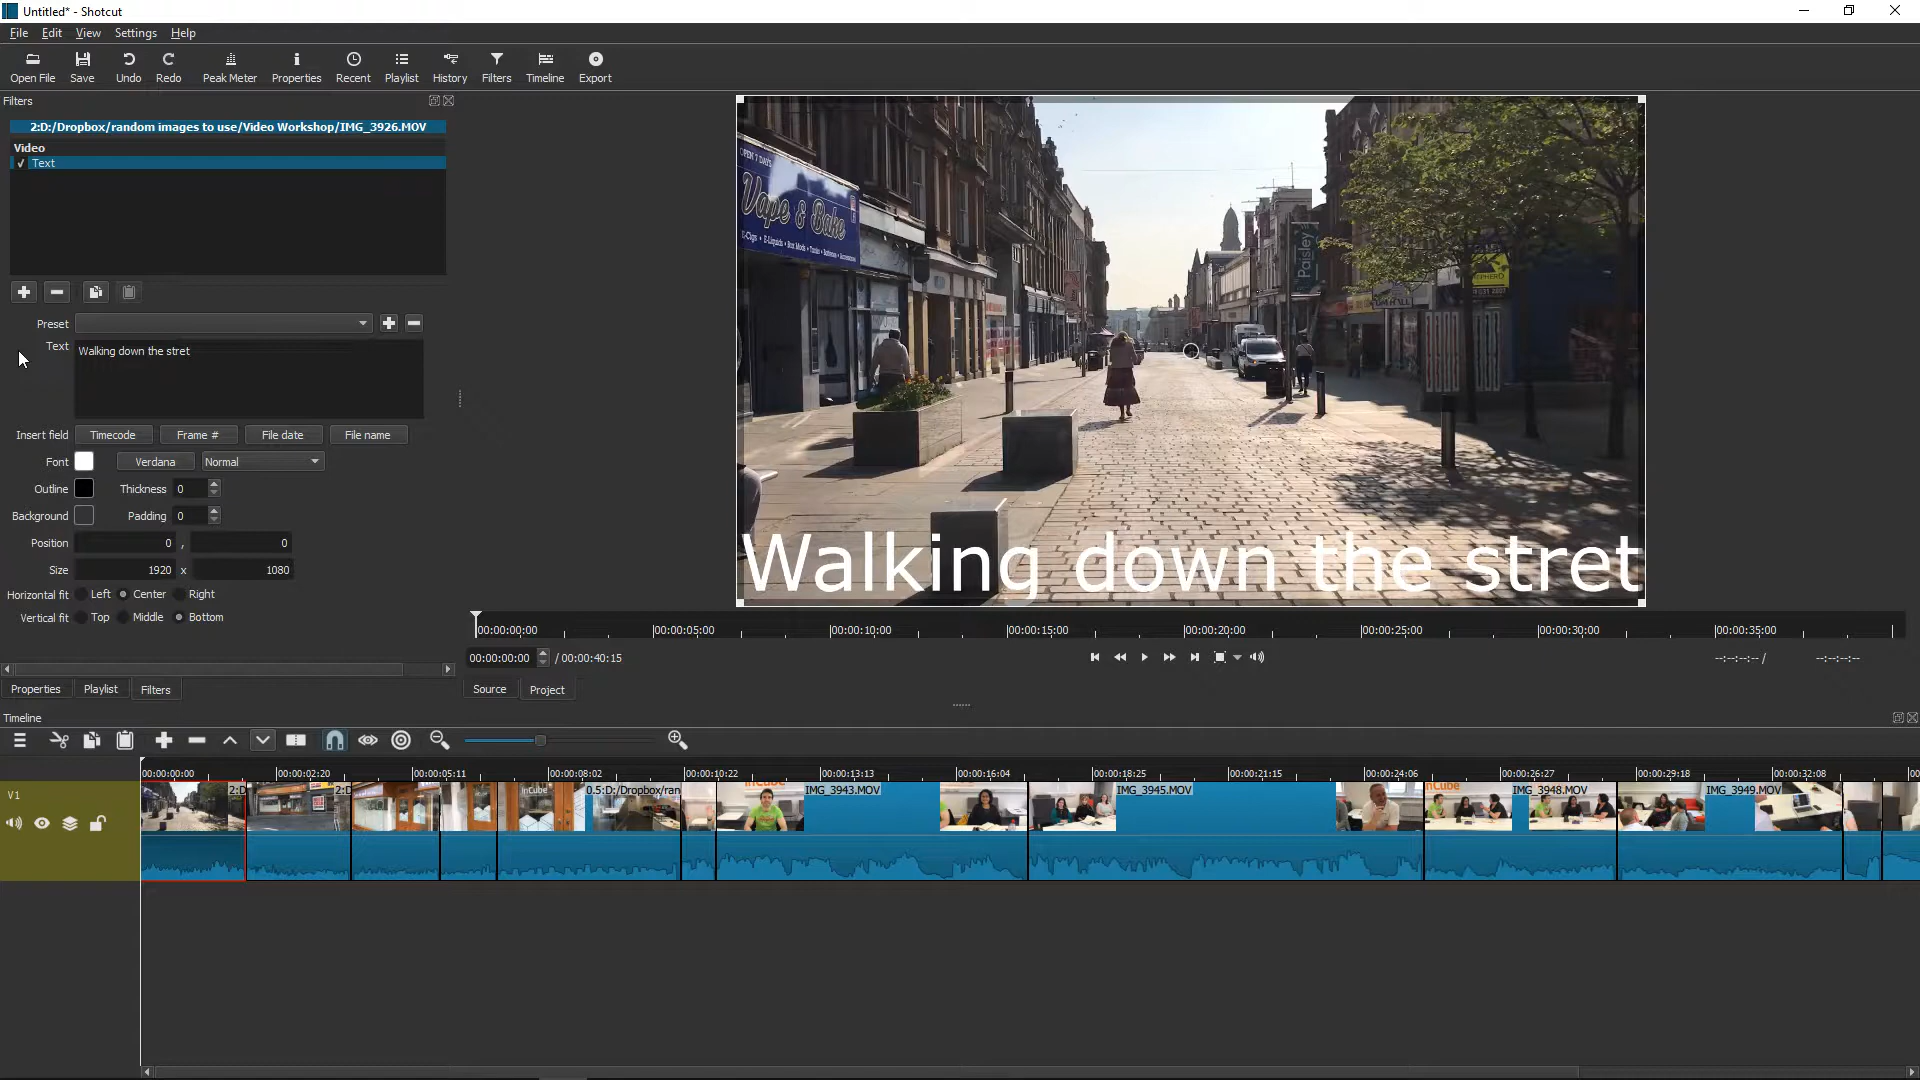 Untitled* - Shotcut
File Edit View Settings Help
Open File Save Undo Redo Peak Meter Properties Recent Playlist History Filters Timeline Export
Filters
2:D:/Dropbox/random images to use/Video Workshop/IMG_3926.MOV
Video
✓ Text
Preset
Text Walking down the stret
Insert field Timecode Frame # File date File name
Font Verdana Normal
Outline Thickness 0
Background Padding 0
Position 0 , 0
Size 1920 x 1080
Horizontal fit Left Center Right
Vertical fit Top Middle Bottom
Properties Playlist Filters
OPEN 7 DAYS
Vape & Bake
Paisley
Walking down the stret
00:00:00:00 00:00:05:00 00:00:10:00 00:00:15:00 00:00:20:00 00:00:25:00 00:00:30:00 00:00:35:00
00:00:00:00 / 00:00:40:15 --:--:--:-- / --:--:--:--
Source Project
Timeline
00:00:00:00 00:00:02:20 00:00:05:11 00:00:08:02 00:00:10:22 00:00:13:13 00:00:16:04 00:00:18:25 00:00:21:15 00:00:24:06 00:00:26:27 00:00:29:18 00:00:32:08 00
V1
2:D 2:D InCube 0.5:D:/Dropbox/ran InCube IMG_3943.MOV IMG_3945.MOV InCube IMG_3948.MOV IMG_3949.MOV